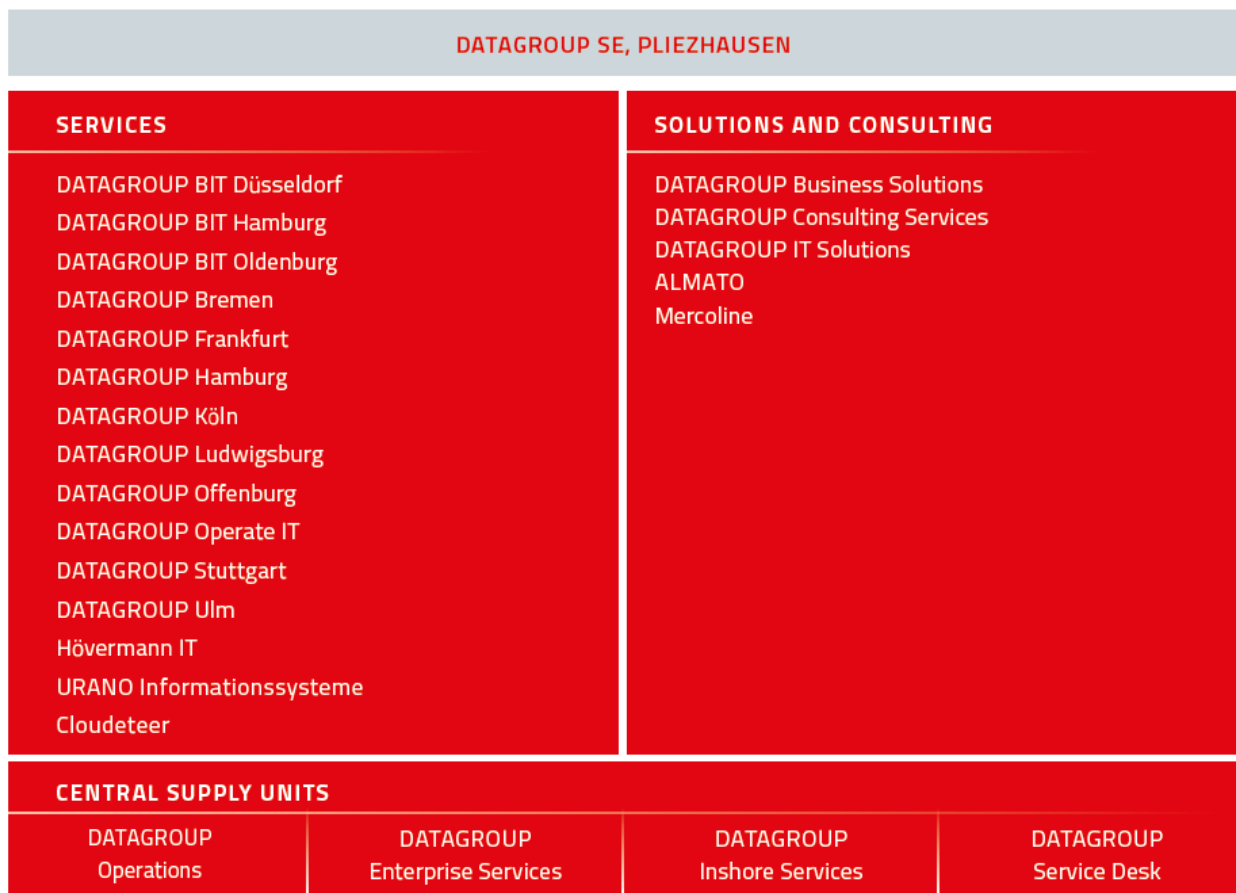 DATAGROUP SE, PLIEZHAUSEN
SERVICES
DATAGROUP BIT Düsseldorf
DATAGROUP BIT Hamburg
DATAGROUP BIT Oldenburg
DATAGROUP Bremen
DATAGROUP Frankfurt
DATAGROUP Hamburg
DATAGROUP Köln
DATAGROUP Ludwigsburg
DATAGROUP Offenburg
DATAGROUP Operate IT
DATAGROUP Stuttgart
DATAGROUP Ulm
Hövermann IT
URANO Informationssysteme
Cloudeteer
SOLUTIONS AND CONSULTING
DATAGROUP Business Solutions
DATAGROUP Consulting Services
DATAGROUP IT Solutions
ALMATO
Mercoline
CENTRAL SUPPLY UNITS
DATAGROUP
Operations
DATAGROUP
Enterprise Services
DATAGROUP
Inshore Services
DATAGROUP
Service Desk